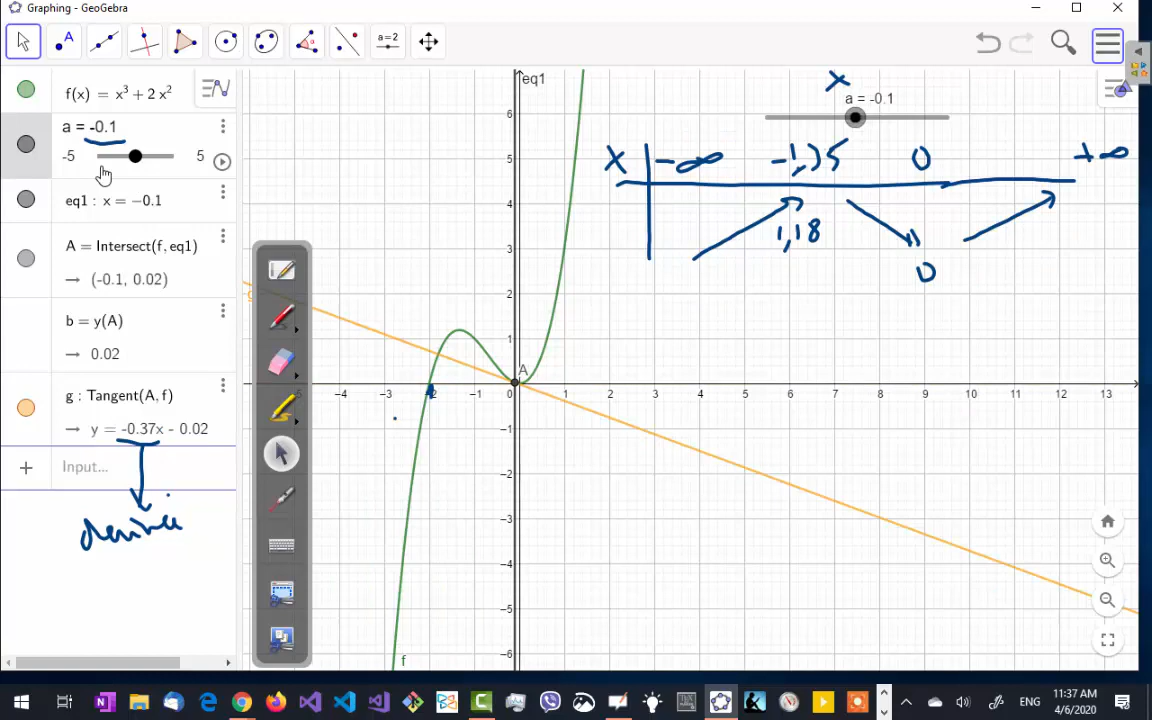 Graphing - GeoGebra
a=2
f(x) = x³ + 2 x²
a = -0.1
-5 5
eq1 : x = −0.1
A = Intersect(f, eq1)
→ (-0.1, 0.02)
b = y(A)
→ 0.02
g : Tangent(A, f)
→ y = -0.37x - 0.02
+ Input...
eq1
x
a = -0.1
x -∞ -1,35 0 +∞
1,18
0
6
5
4
3
2
1
A
−4 −3 −2 −1 0 1 2 3 4 5 6 7 8 9 10 11 12 13
−1
−2
−3
−4
−5
−6
g
f
ENG
11:37 AM
4/6/2020